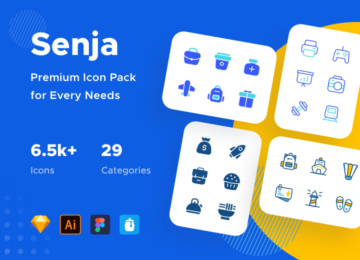 Senja
Premium Icon Pack
for Every Needs
6.5k+ 29
Icons Categories
Ai
$